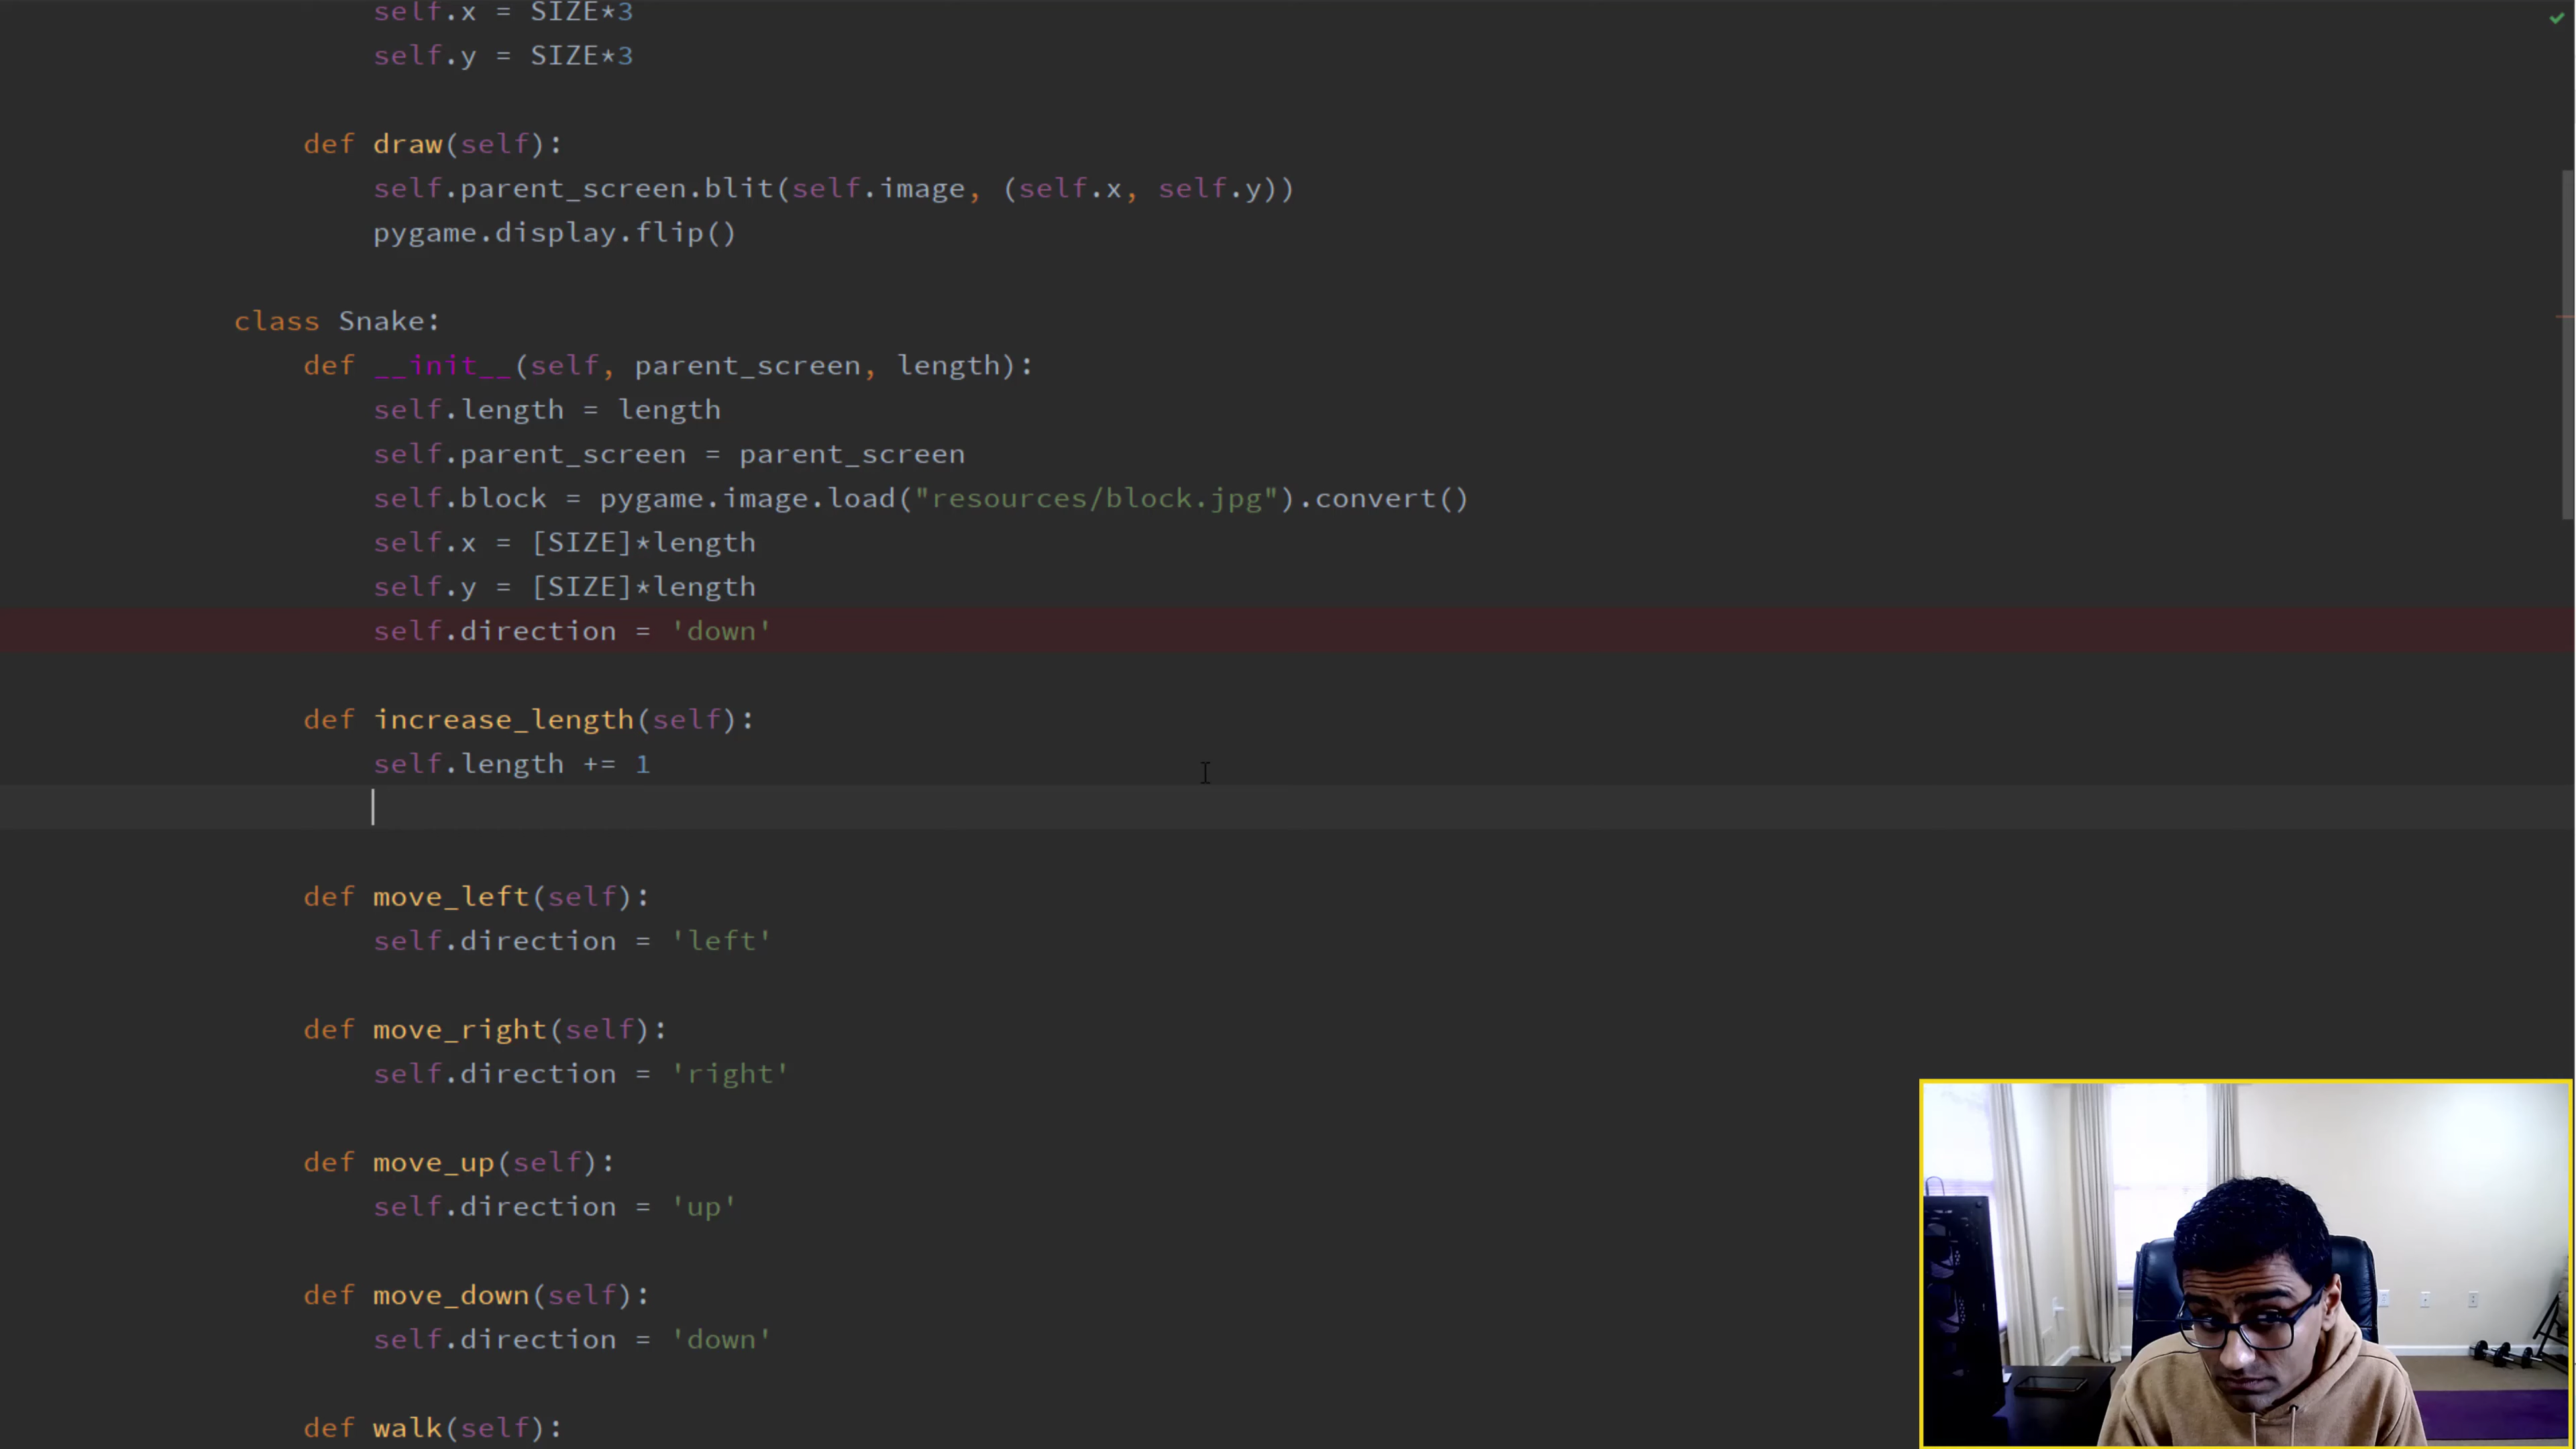 self.x = SIZE*3
self.y = SIZE*3
def draw(self):
self.parent_screen.blit(self.image, (self.x, self.y))
pygame.display.flip()
class Snake:
def __init__(self, parent_screen, length):
self.length = length
self.parent_screen = parent_screen
self.block = pygame.image.load("resources/block.jpg").convert()
self.x = [SIZE]*length
self.y = [SIZE]*length
self.direction = 'down'
def increase_length(self):
self.length += 1
def move_left(self):
self.direction = 'left'
def move_right(self):
self.direction = 'right'
def move_up(self):
self.direction = 'up'
def move_down(self):
self.direction = 'down'
def walk(self):